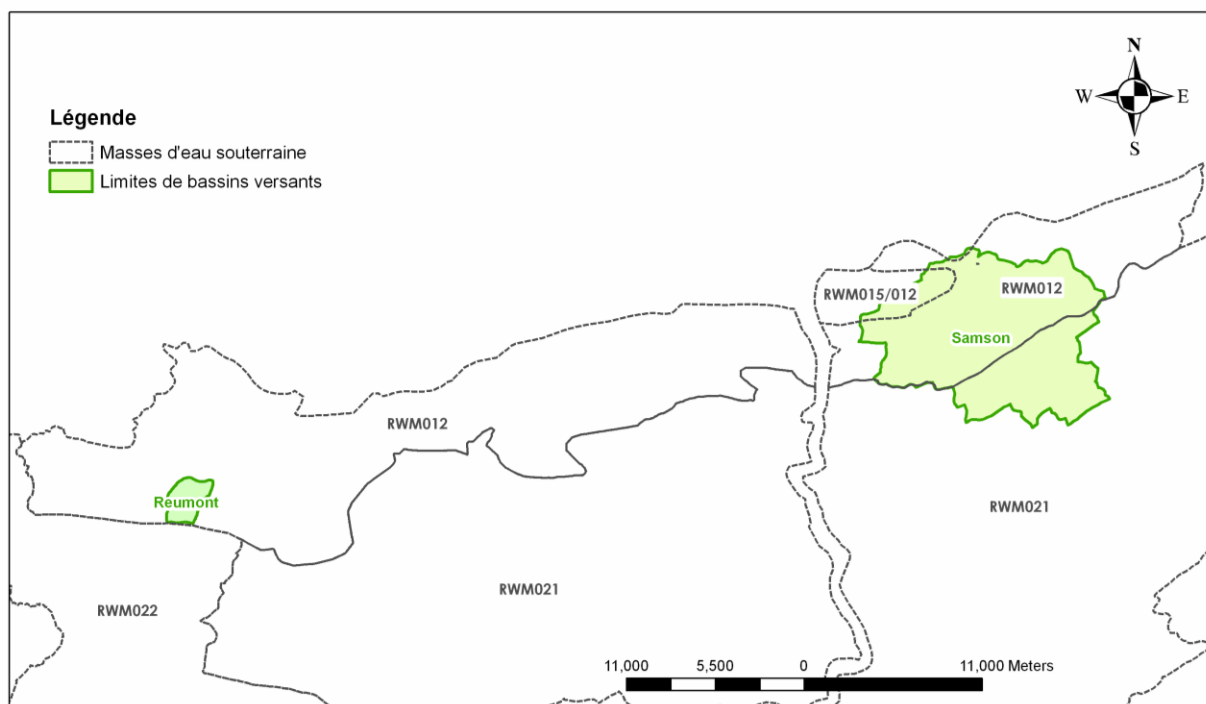 N
W
E
S
Légende
Masses d'eau souterraine
Limites de bassins versants
RWM015/012
RWM012
Samson
RWM012
Reumont
RWM021
RWM021
RWM022
11,000 5,500 0 11,000 Meters